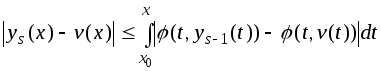 |y_s(x) - v(x)| ≤ ∫_{x_0}^{x} |ϕ(t, y_{s-1}(t)) - ϕ(t, v(t))| dt